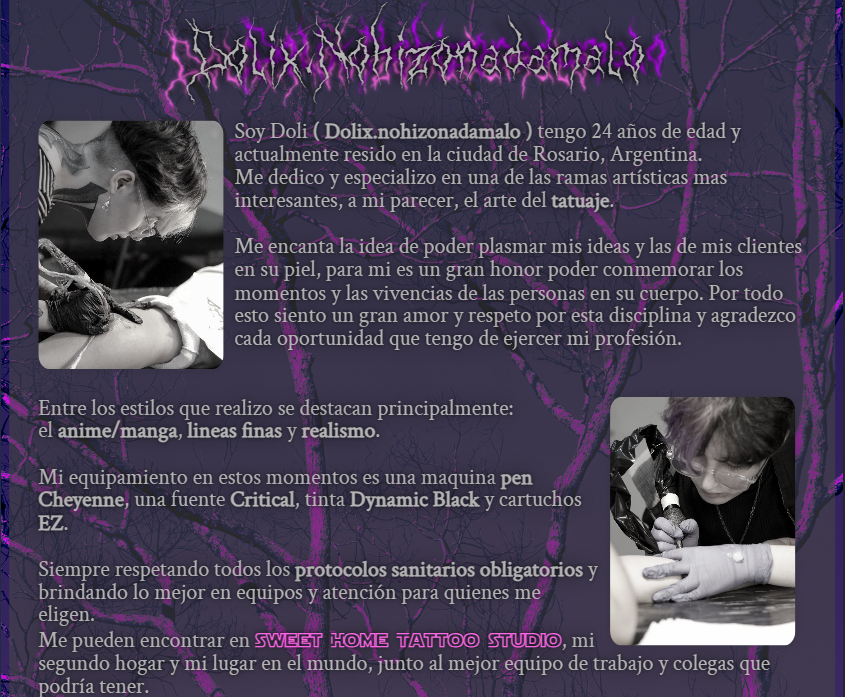 Dolix.Nohizonadamalo
Soy Doli ( Dolix.nohizonadamalo ) tengo 24 años de edad y
actualmente resido en la ciudad de Rosario, Argentina.
Me dedico y especializo en una de las ramas artísticas mas
interesantes, a mi parecer, el arte del tatuaje.
Me encanta la idea de poder plasmar mis ideas y las de mis clientes
en su piel, para mi es un gran honor poder conmemorar los
momentos y las vivencias de las personas en su cuerpo. Por todo
esto siento un gran amor y respeto por esta disciplina y agradezco
cada oportunidad que tengo de ejercer mi profesión.
Entre los estilos que realizo se destacan principalmente:
el anime/manga, lineas finas y realismo.
Mi equipamiento en estos momentos es una maquina pen
Cheyenne, una fuente Critical, tinta Dynamic Black y cartuchos
EZ.
Siempre respetando todos los protocolos sanitarios obligatorios y
brindando lo mejor en equipos y atención para quienes me
eligen.
Me pueden encontrar en SWEET HOME TATTOO STUDIO, mi
segundo hogar y mi lugar en el mundo, junto al mejor equipo de trabajo y colegas que
podría tener.